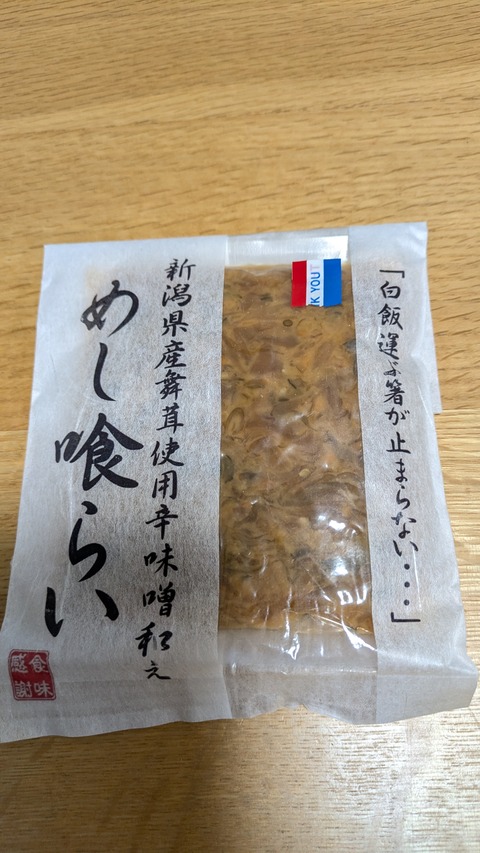 「白飯運ぶ箸が止まらない・・・」
新潟県産舞茸使用辛味噌和え
めし喰らい
食味感謝
K YOU